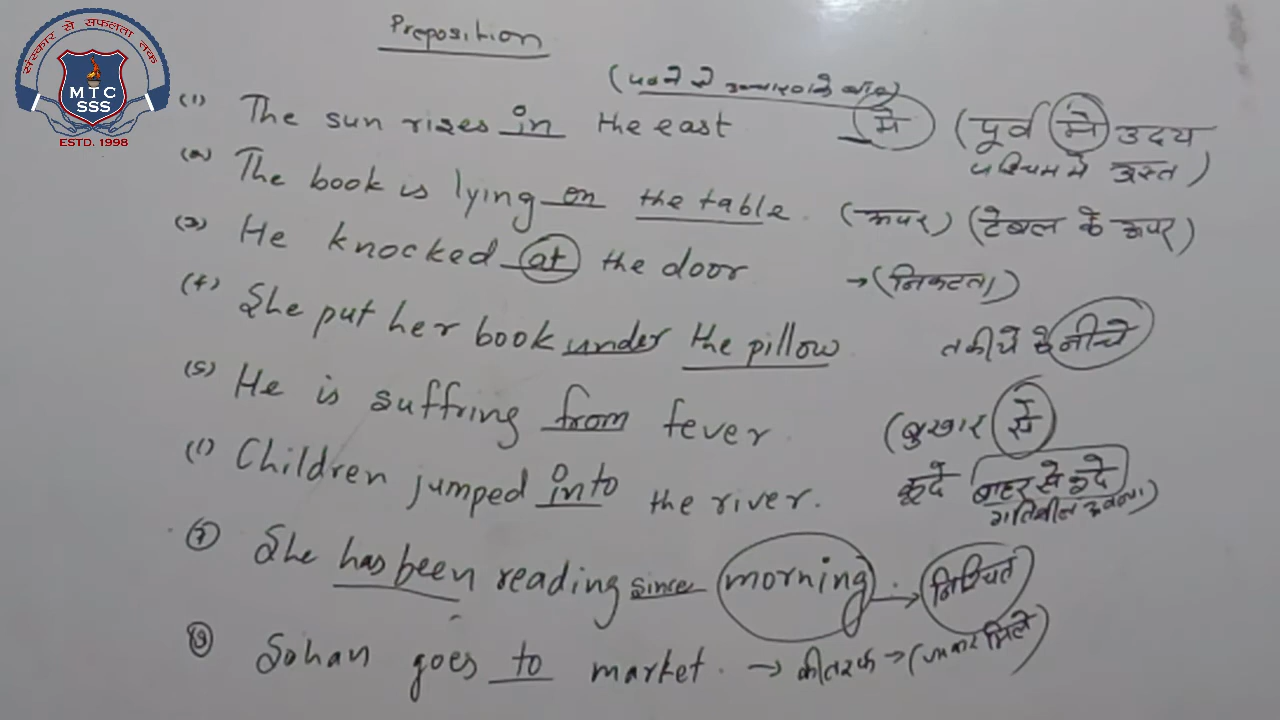 संस्कार से सफलता तक
MTC
SSS
ESTD. 1998
Preposition
(1) The sun rises in the east में (पूर्व में उदय
पश्चिम में अस्त)
(2) The book is lying on the table. (ऊपर) (टेबल के ऊपर)
(3) He knocked at the door → (निकटता)
(4) She put her book under the pillow तकीये के नीचे
(5) He is suffring from fever. (बुखार से
(1) Children jumped into the river. कूदे बाहर से कूदे
7 She has been reading since morning. → निश्चित
8 Sohan goes to market. → की तरफ → ( मिले)